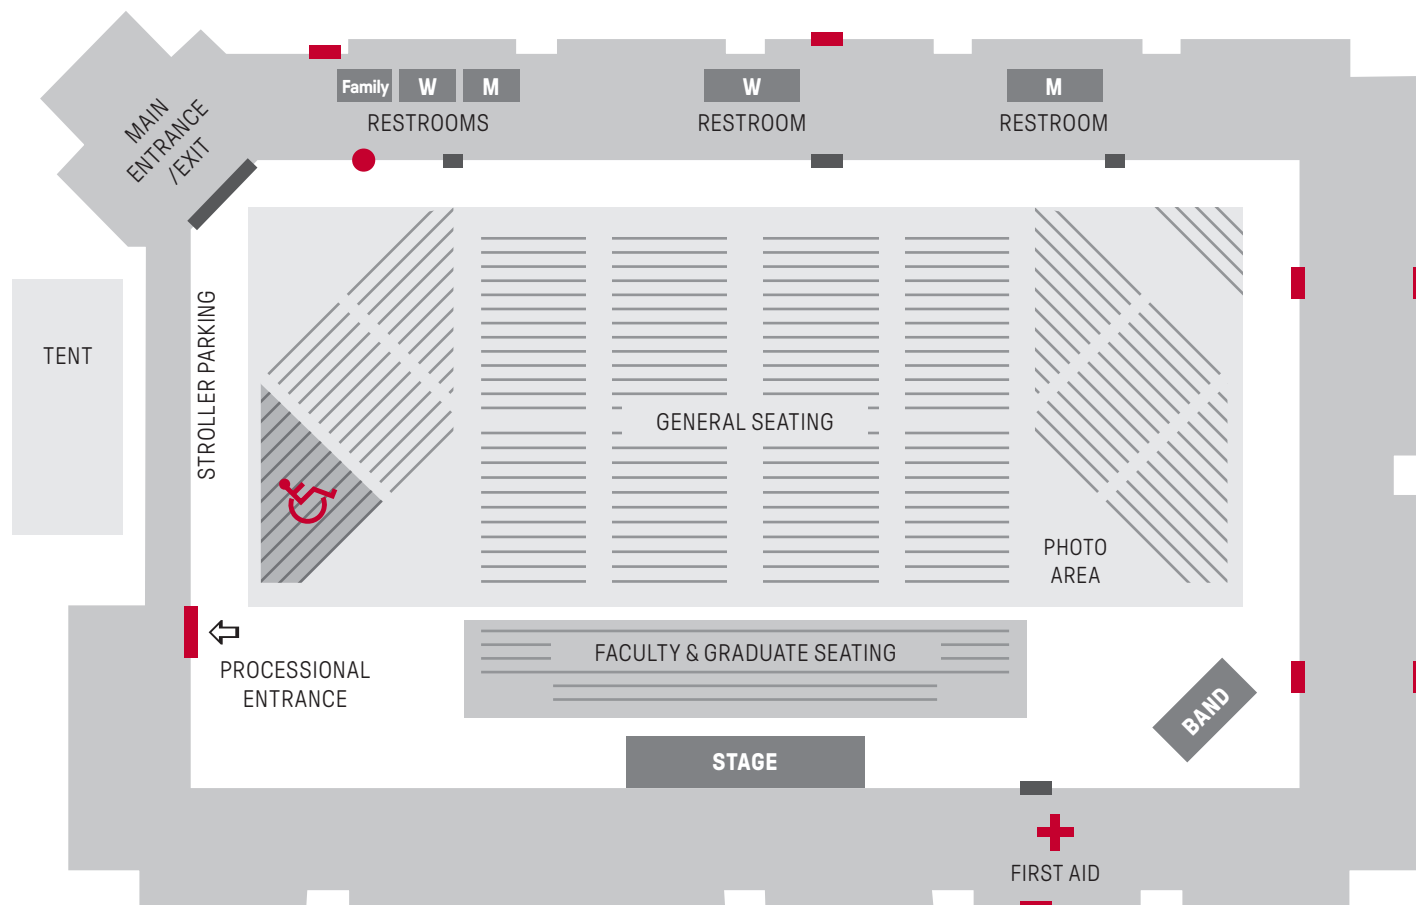 Family
W
M
RESTROOMS
W
RESTROOM
M
RESTROOM
MAIN
ENTRANCE
/EXIT
TENT
STROLLER PARKING
GENERAL SEATING
PHOTO
AREA
PROCESSIONAL
ENTRANCE
FACULTY & GRADUATE SEATING
BAND
STAGE
FIRST AID